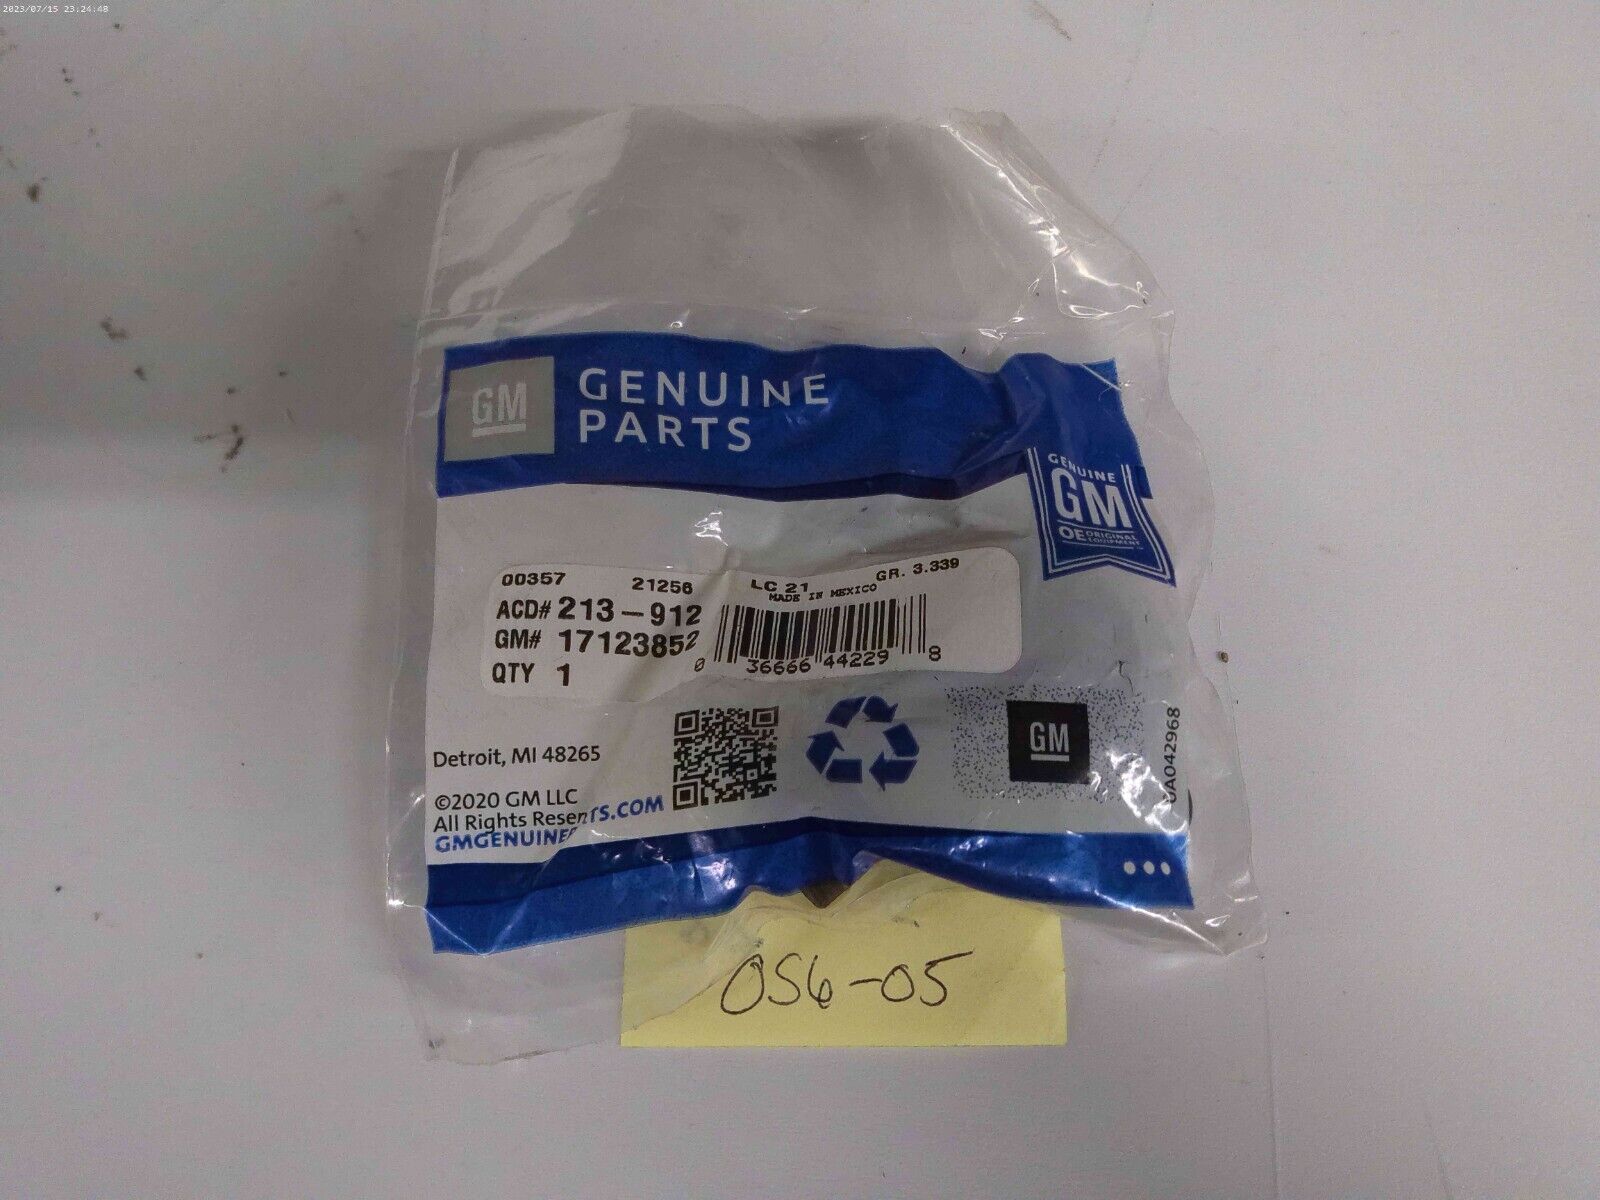 2023/07/15 23:24:48
GM
GENUINE
PARTS
GENUINE
GM
OE ORIGINAL
EQUIPMENT
00357 21256 LC 21 GR. 3.339
MADE IN MEXICO
ACD# 213-912
GM# 17123852
QTY 1
0 36666 44229 8
GM
Detroit, MI 48265
©2020 GM LLC
All Rights
GMGENUINE TS.COM
0A042968
OS6-05